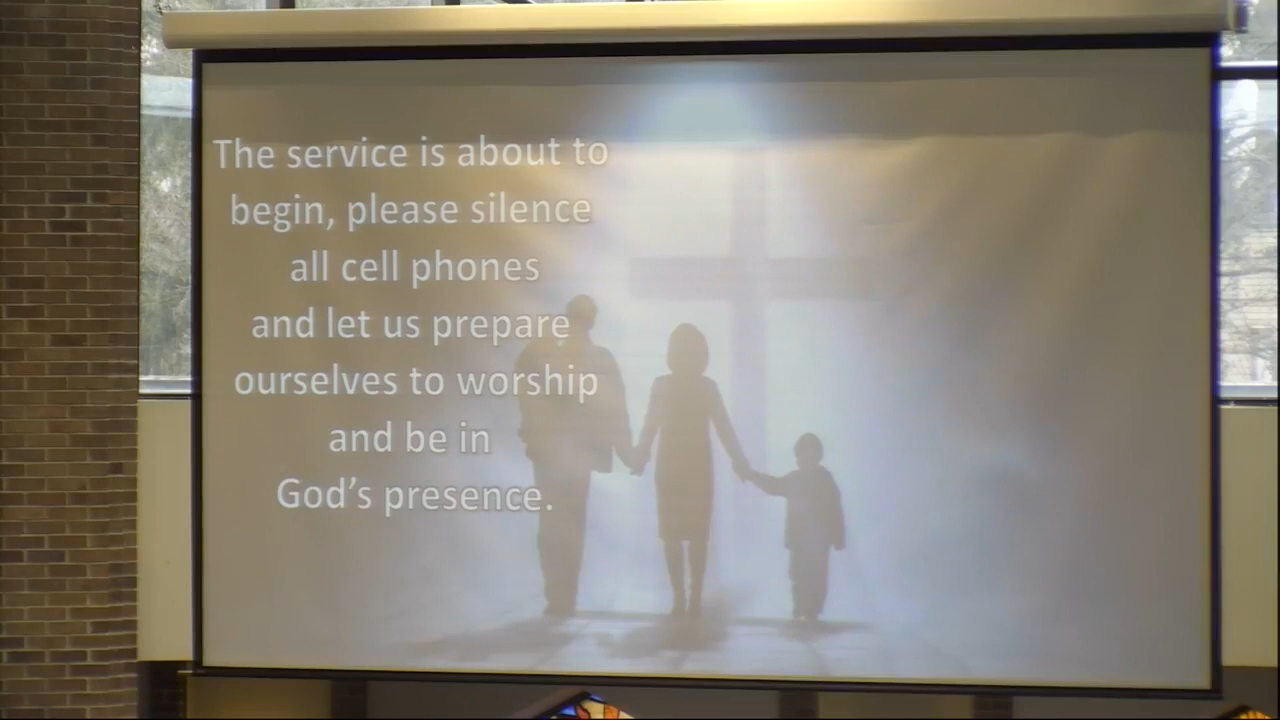 The service is about to
begin, please silence
all cell phones
and let us prepare
ourselves to worship
and be in
God’s presence.